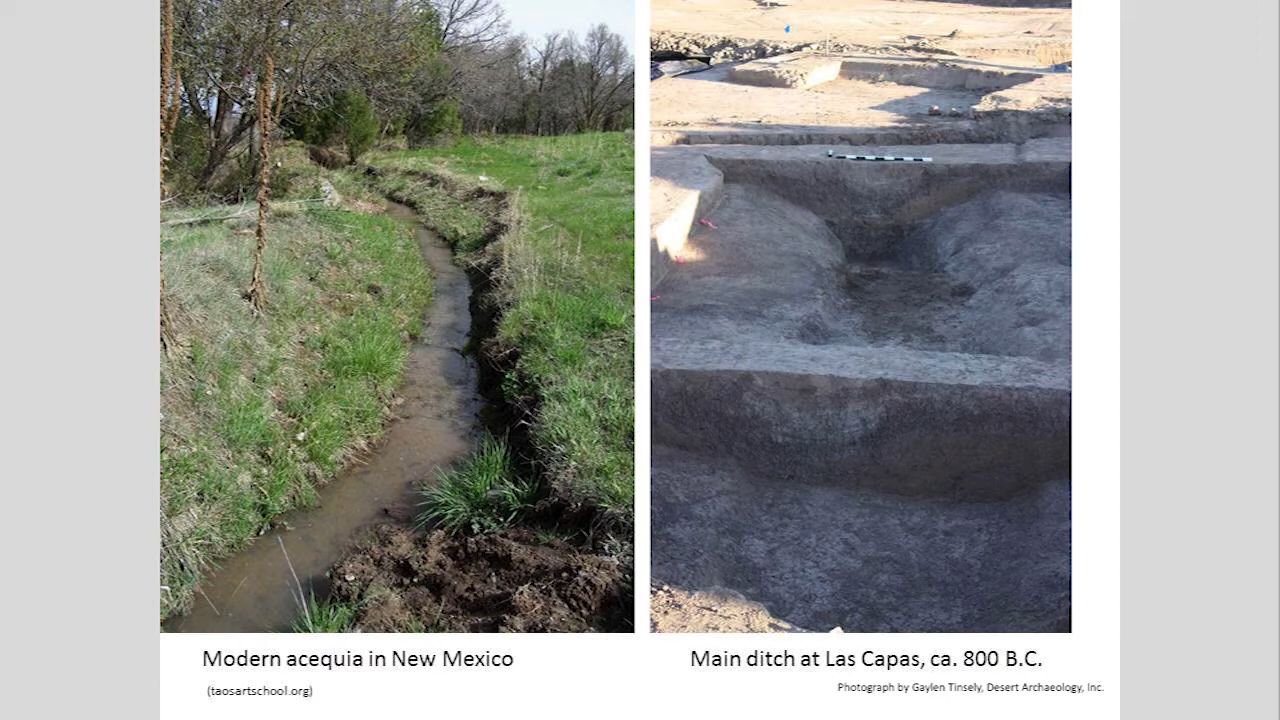 Modern acequia in New Mexico
(taosartschool.org)
Main ditch at Las Capas, ca. 800 B.C.
Photograph by Gaylen Tinsely, Desert Archaeology, Inc.